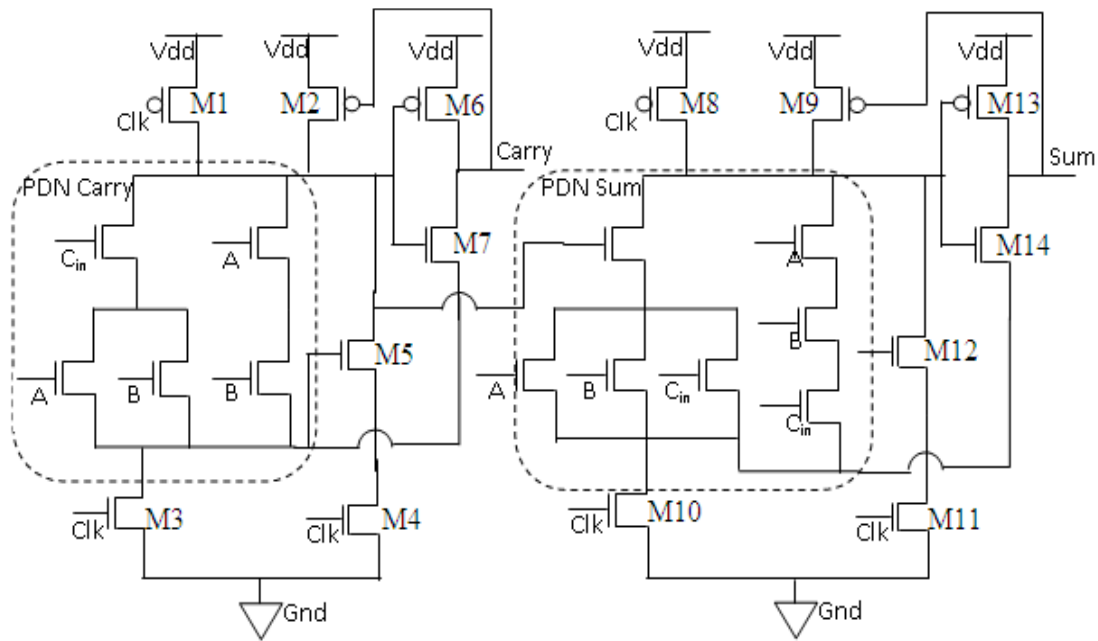 Vdd
Vdd
Vdd
Vdd
Vdd
Vdd
M1
M2
M6
M8
M9
M13
Clk
Clk
Carry
Sum
PDN Carry
PDN Sum
M7
M14
Cin
A
A
B
M5
M12
A
B
B
A
B
Cin
Cin
Clk
M3
Clk
M4
Clk
M10
Clk
M11
Gnd
Gnd